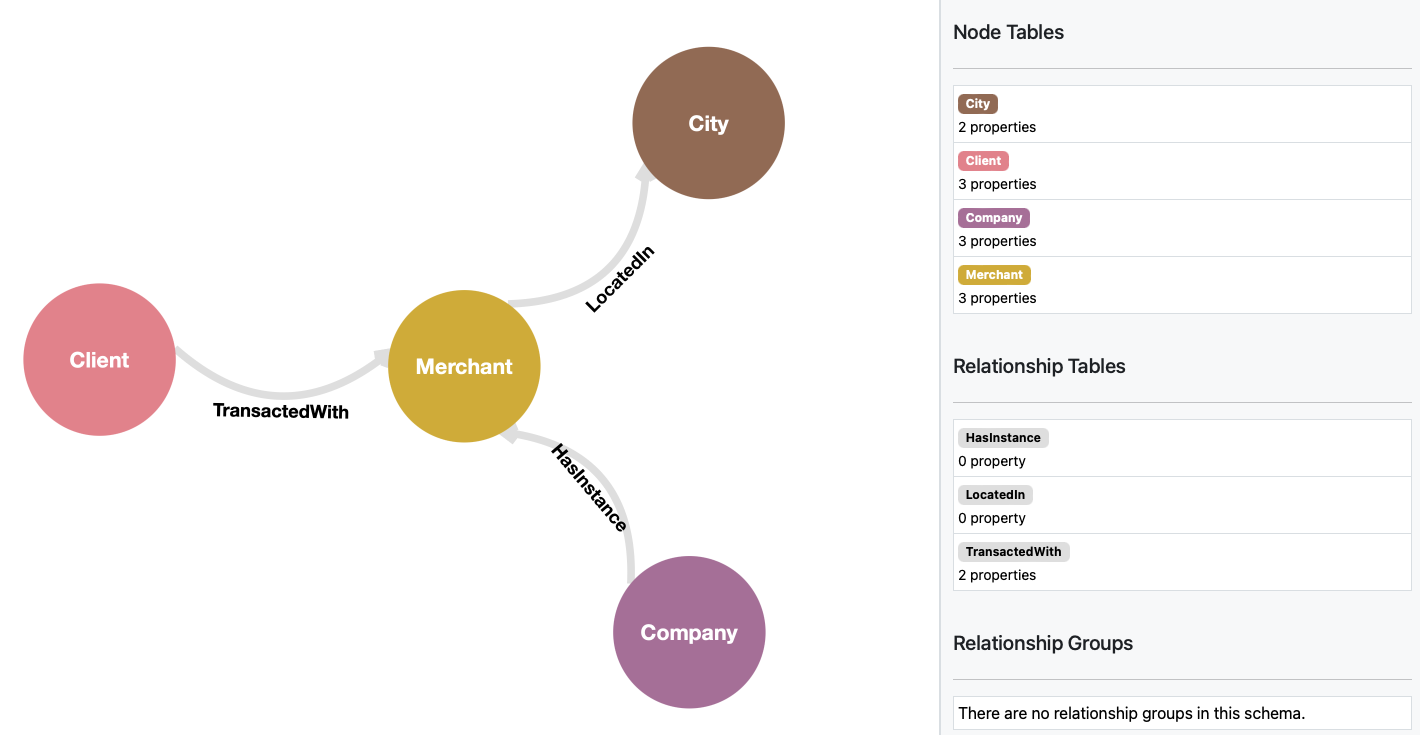 City
Client
Merchant
Company
LocatedIn
TransactedWith
HasInstance
Node Tables
City
2 properties
Client
3 properties
Company
3 properties
Merchant
3 properties
Relationship Tables
HasInstance
0 property
LocatedIn
0 property
TransactedWith
2 properties
Relationship Groups
There are no relationship groups in this schema.